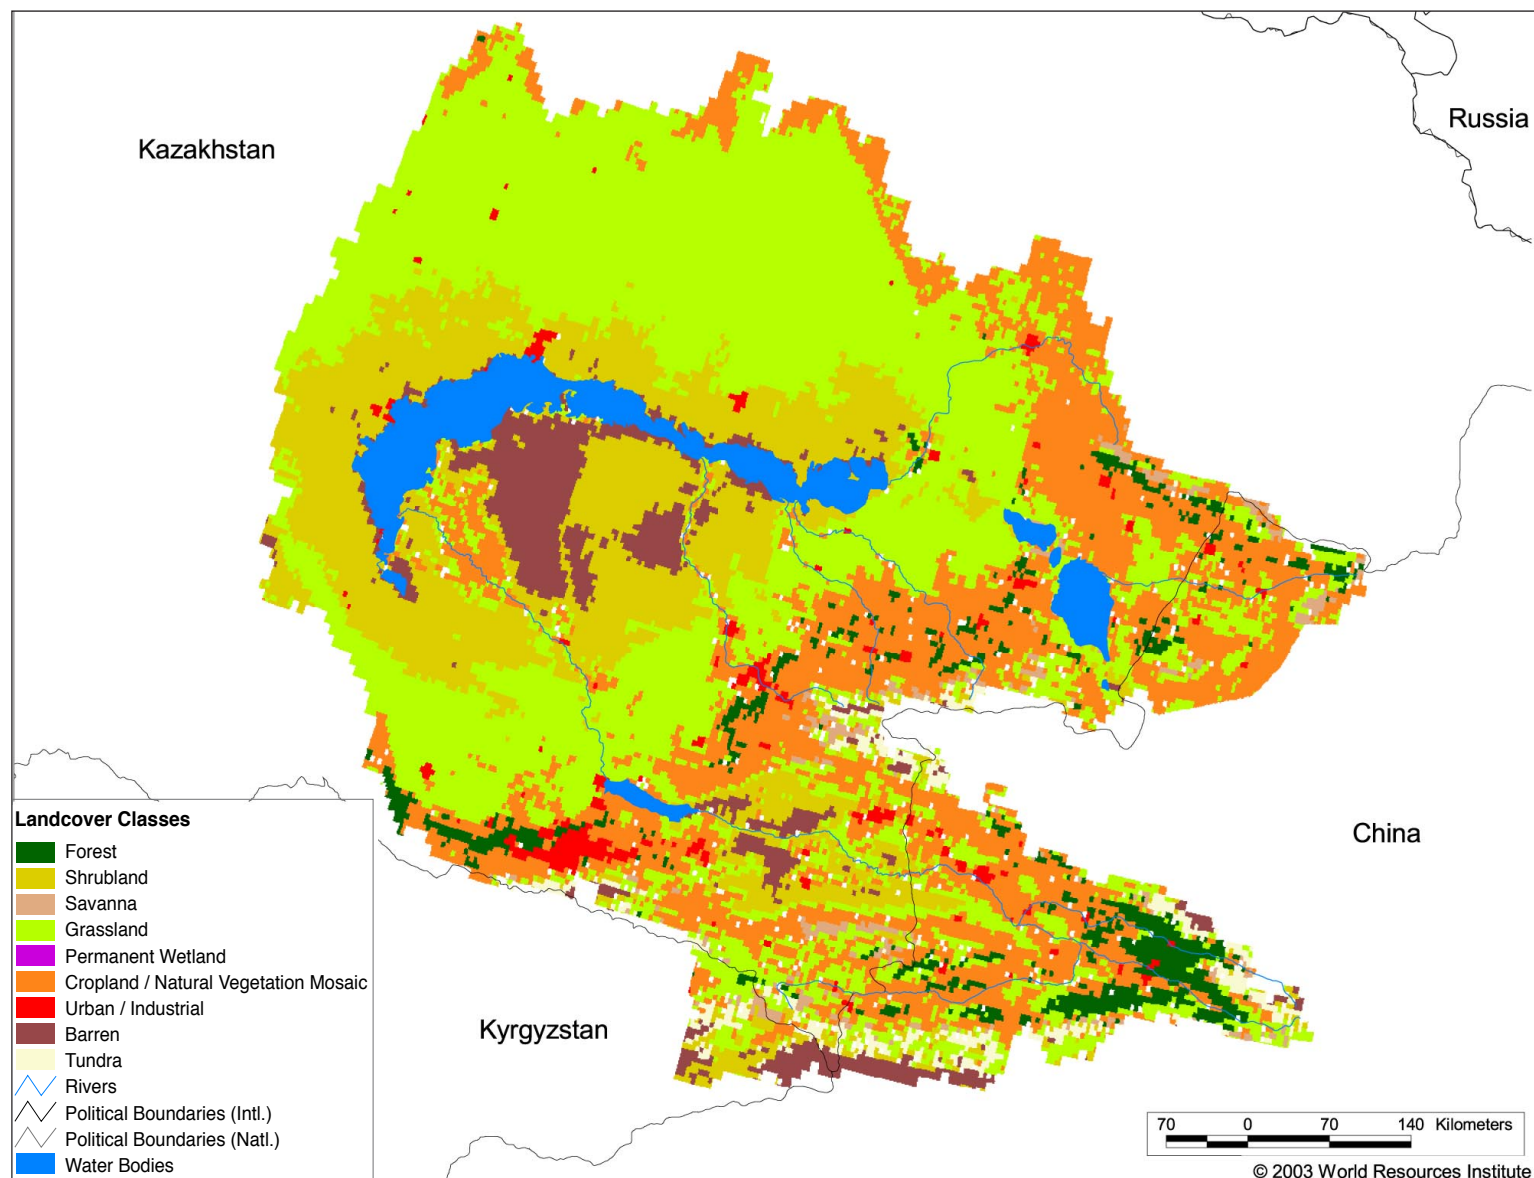 Kazakhstan
Russia
China
Kyrgyzstan
Landcover Classes
Forest
Shrubland
Savanna
Grassland
Permanent Wetland
Cropland / Natural Vegetation Mosaic
Urban / Industrial
Barren
Tundra
Rivers
Political Boundaries (Intl.)
Political Boundaries (Natl.)
Water Bodies
70 0 70 140 Kilometers
© 2003 World Resources Institute